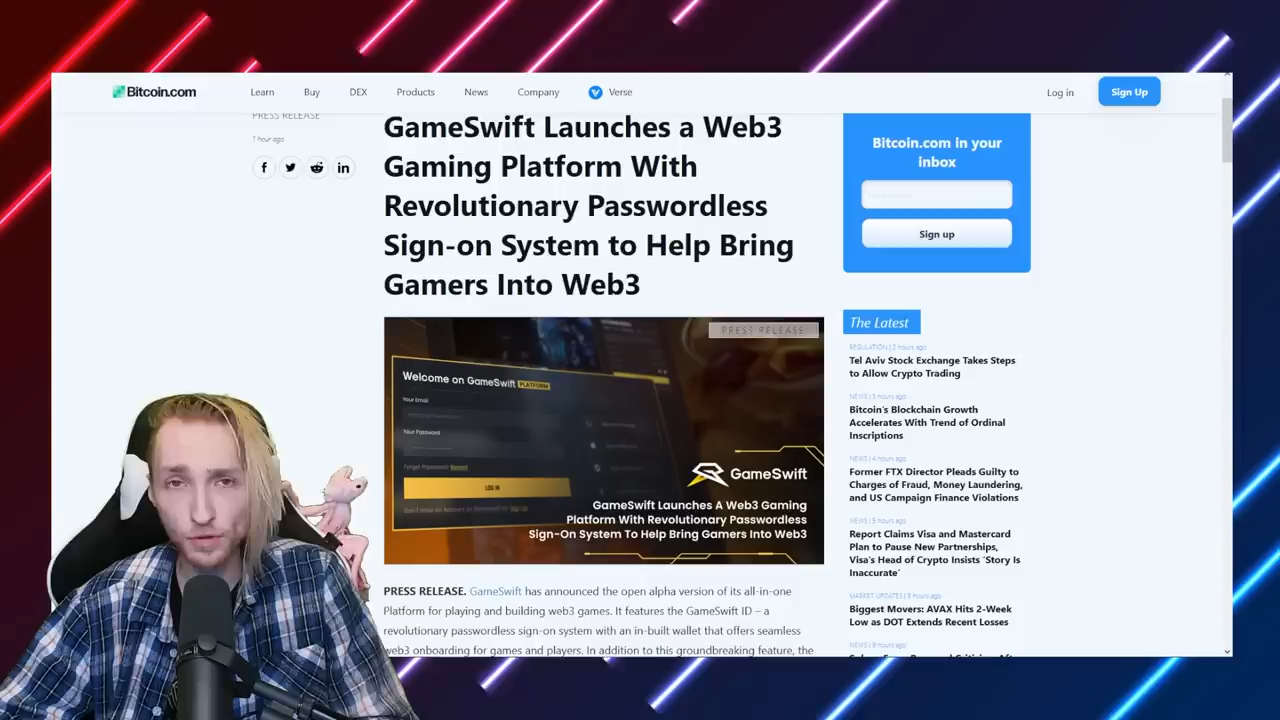 Bitcoin.com
Learn
Buy
DEX
Products
News
Company
Verse
Log in
Sign Up
PRESS RELEASE
1 hour ago
GameSwift Launches a Web3
Gaming Platform With
Revolutionary Passwordless
Sign-on System to Help Bring
Gamers Into Web3
PRESS RELEASE
Welcome on GameSwift PLATFORM
Your Email
Your Password
Forget Password?
LOG IN
GameSwift
GameSwift Launches A Web3 Gaming
Platform With Revolutionary Passwordless
Sign-On System To Help Bring Gamers Into Web3
PRESS RELEASE. GameSwift has announced the open alpha version of its all-in-one
Platform for playing and building web3 games. It features the GameSwift ID – a
revolutionary passwordless sign-on system with an in-built wallet that offers seamless
web3 onboarding for games and players. In addition to this groundbreaking feature, the
Bitcoin.com in your
inbox
Sign up
The Latest
REGULATION | 2 hours ago
Tel Aviv Stock Exchange Takes Steps
to Allow Crypto Trading
NEWS | 3 hours ago
Bitcoin's Blockchain Growth
Accelerates With Trend of Ordinal
Inscriptions
NEWS | 4 hours ago
Former FTX Director Pleads Guilty to
Charges of Fraud, Money Laundering,
and US Campaign Finance Violations
NEWS | 5 hours ago
Report Claims Visa and Mastercard
Plan to Pause New Partnerships,
Visa's Head of Crypto Insists 'Story Is
Inaccurate'
MARKET UPDATES | 8 hours ago
Biggest Movers: AVAX Hits 2-Week
Low as DOT Extends Recent Losses
NEWS | 9 hours ago